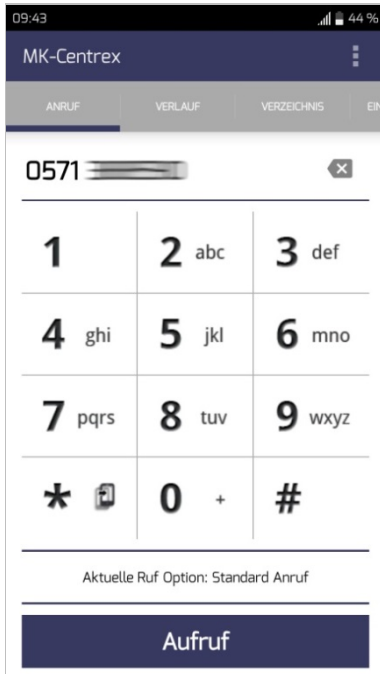 09:43 44 %
MK-Centrex
ANRUF VERLAUF VERZEICHNIS EIN
0571
1 2 abc 3 def
4 ghi 5 jkl 6 mno
7 pqrs 8 tuv 9 wxyz
* 0 + #
Aktuelle Ruf Option: Standard Anruf
Aufruf